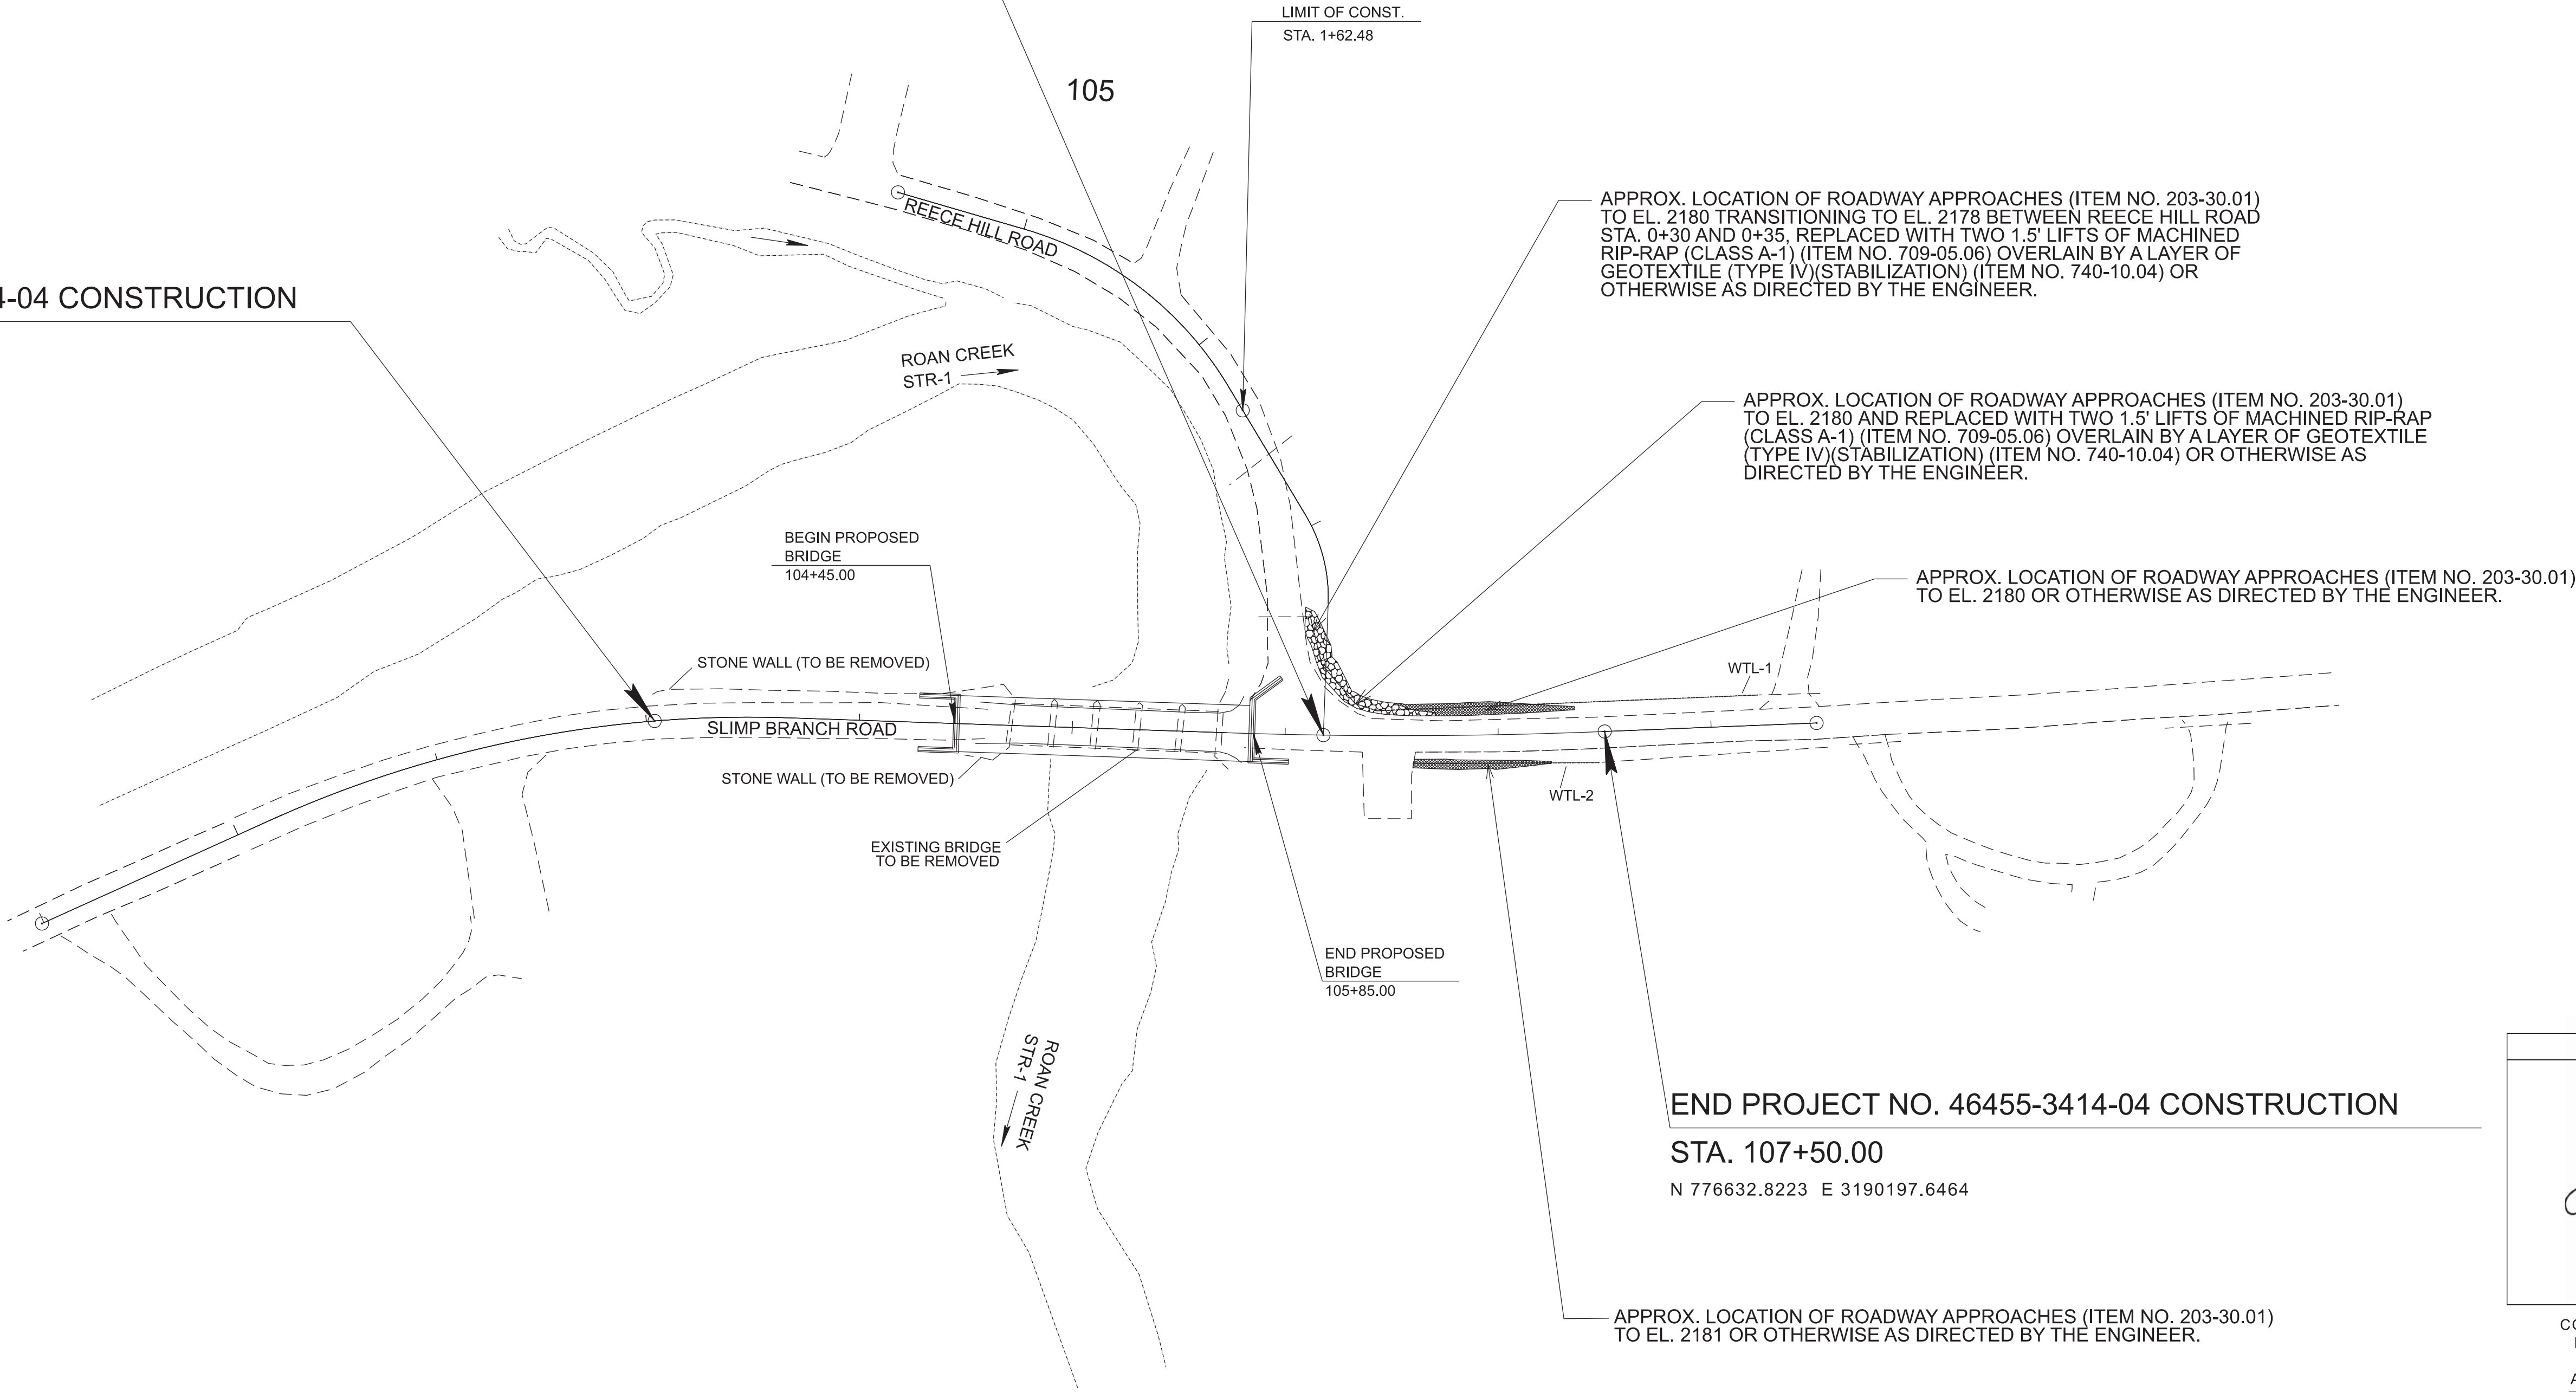 LIMIT OF CONST.
STA. 1+62.48
105
APPROX. LOCATION OF ROADWAY APPROACHES (ITEM NO. 203-30.01)
TO EL. 2180 TRANSITIONING TO EL. 2178 BETWEEN REECE HILL ROAD
STA. 0+30 AND 0+35, REPLACED WITH TWO 1.5' LIFTS OF MACHINED
RIP-RAP (CLASS A-1) (ITEM NO. 709-05.06) OVERLAIN BY A LAYER OF
GEOTEXTILE (TYPE IV)(STABILIZATION) (ITEM NO. 740-10.04) OR
OTHERWISE AS DIRECTED BY THE ENGINEER.
REECE HILL ROAD
4-04 CONSTRUCTION
ROAN CREEK
STR-1
APPROX. LOCATION OF ROADWAY APPROACHES (ITEM NO. 203-30.01)
TO EL. 2180 AND REPLACED WITH TWO 1.5' LIFTS OF MACHINED RIP-RAP
(CLASS A-1) (ITEM NO. 709-05.06) OVERLAIN BY A LAYER OF GEOTEXTILE
(TYPE IV)(STABILIZATION) (ITEM NO. 740-10.04) OR OTHERWISE AS
DIRECTED BY THE ENGINEER.
BEGIN PROPOSED
BRIDGE
104+45.00
APPROX. LOCATION OF ROADWAY APPROACHES (ITEM NO. 203-30.01)
TO EL. 2180 OR OTHERWISE AS DIRECTED BY THE ENGINEER.
STONE WALL (TO BE REMOVED)
WTL-1
SLIMP BRANCH ROAD
STONE WALL (TO BE REMOVED)
WTL-2
EXISTING BRIDGE
TO BE REMOVED
END PROPOSED
BRIDGE
105+85.00
ROAN CREEK
STR-1
END PROJECT NO. 46455-3414-04 CONSTRUCTION
STA. 107+50.00
N 776632.8223 E 3190197.6464
APPROX. LOCATION OF ROADWAY APPROACHES (ITEM NO. 203-30.01)
TO EL. 2181 OR OTHERWISE AS DIRECTED BY THE ENGINEER.